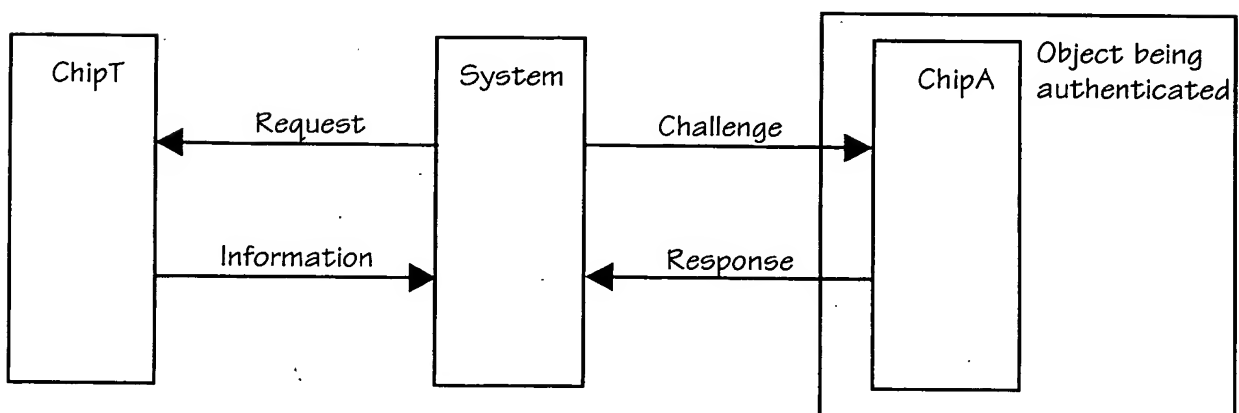 ChipT
System
ChipA
Object being
authenticated
Request
Challenge
Information
Response